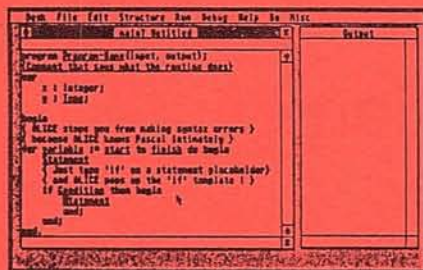 Desk File Edit Structure Run Debug Help Do Misc
main? Untitled
Output
program Program-Name(input, output);
{Comment that says what the routine does}
var
x : Integer;
y : Type;
begin
{ ALICE stops you from making syntax errors }
{ because ALICE knows Pascal intimately }
for variable := start to finish do begin
Statement
{ Just type 'if' on a statement placeholder}
{ and ALICE pops up the 'if' template ! }
if Condition then begin
Statement
end;
end;
end.